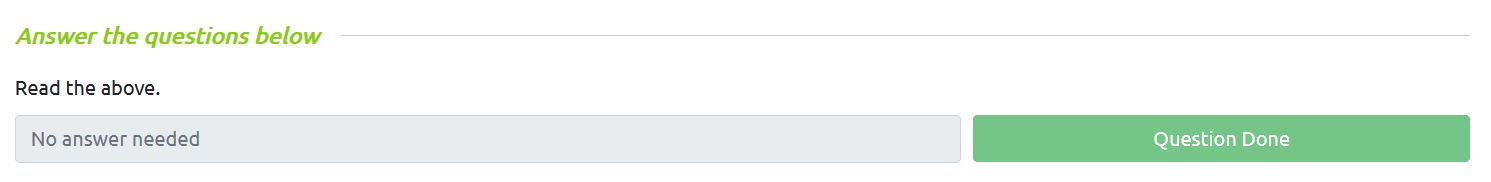 Answer the questions below
Read the above.
No answer needed
Question Done